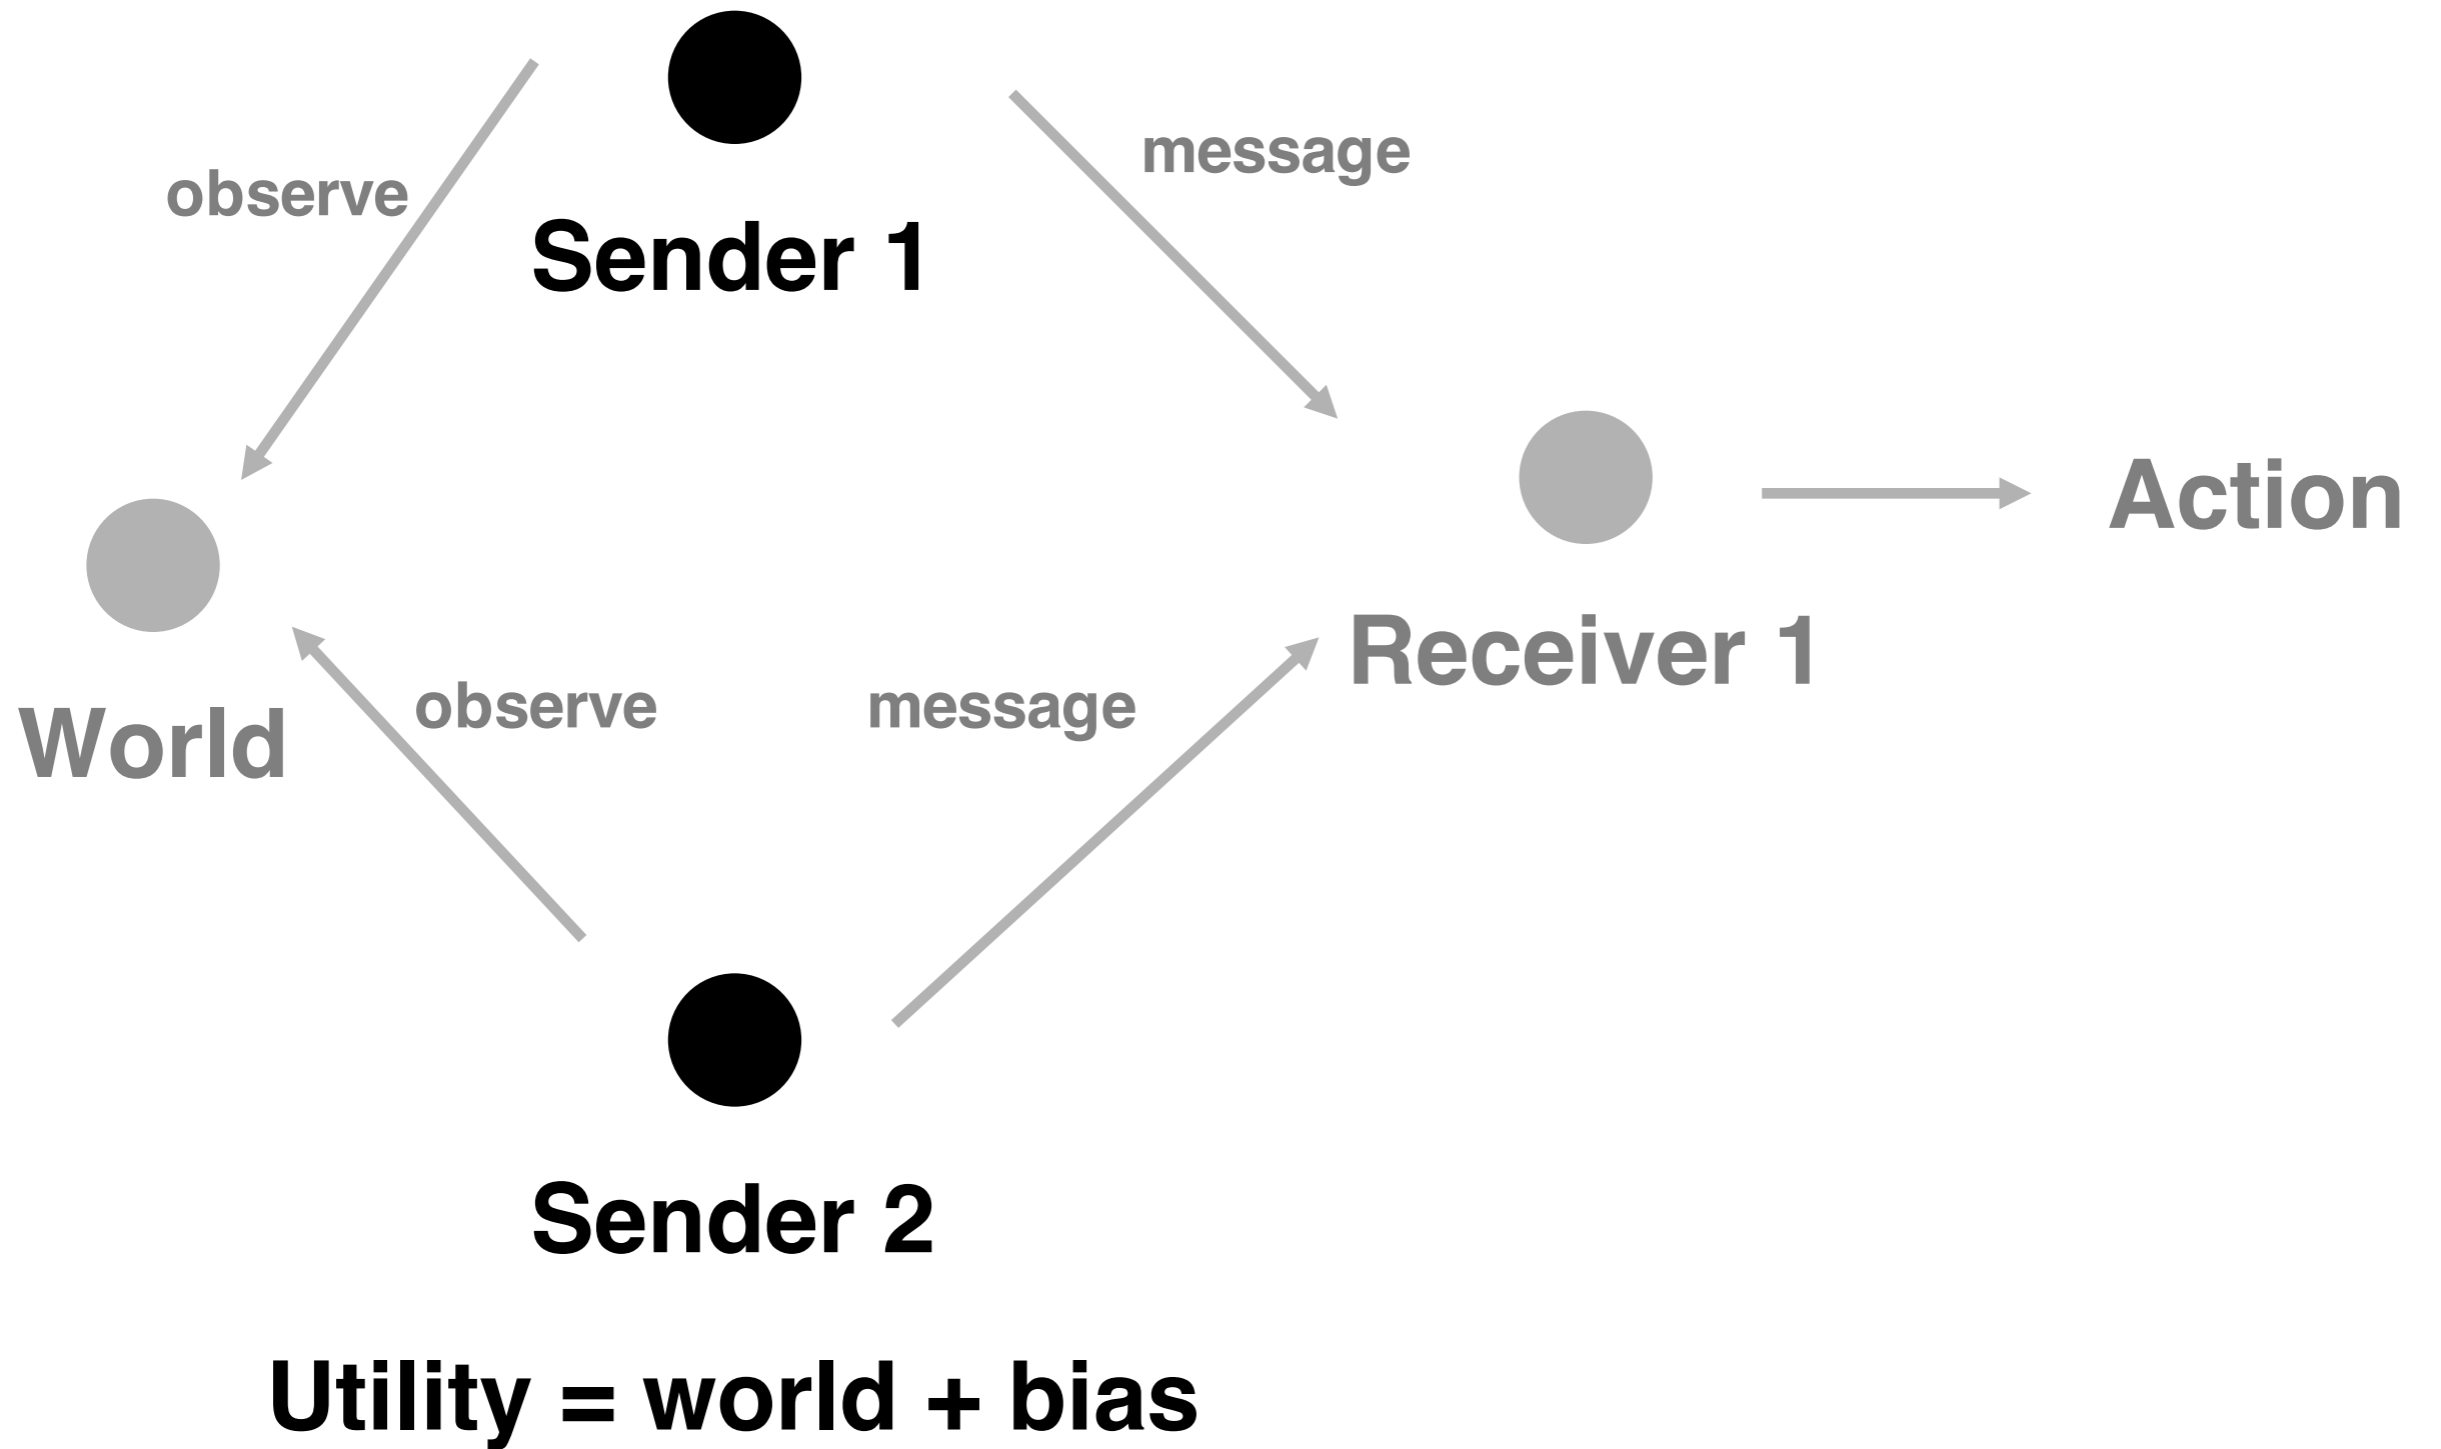 message
observe
Sender 1
Action
Receiver 1
observe
message
World
Sender 2
Utility = world + bias